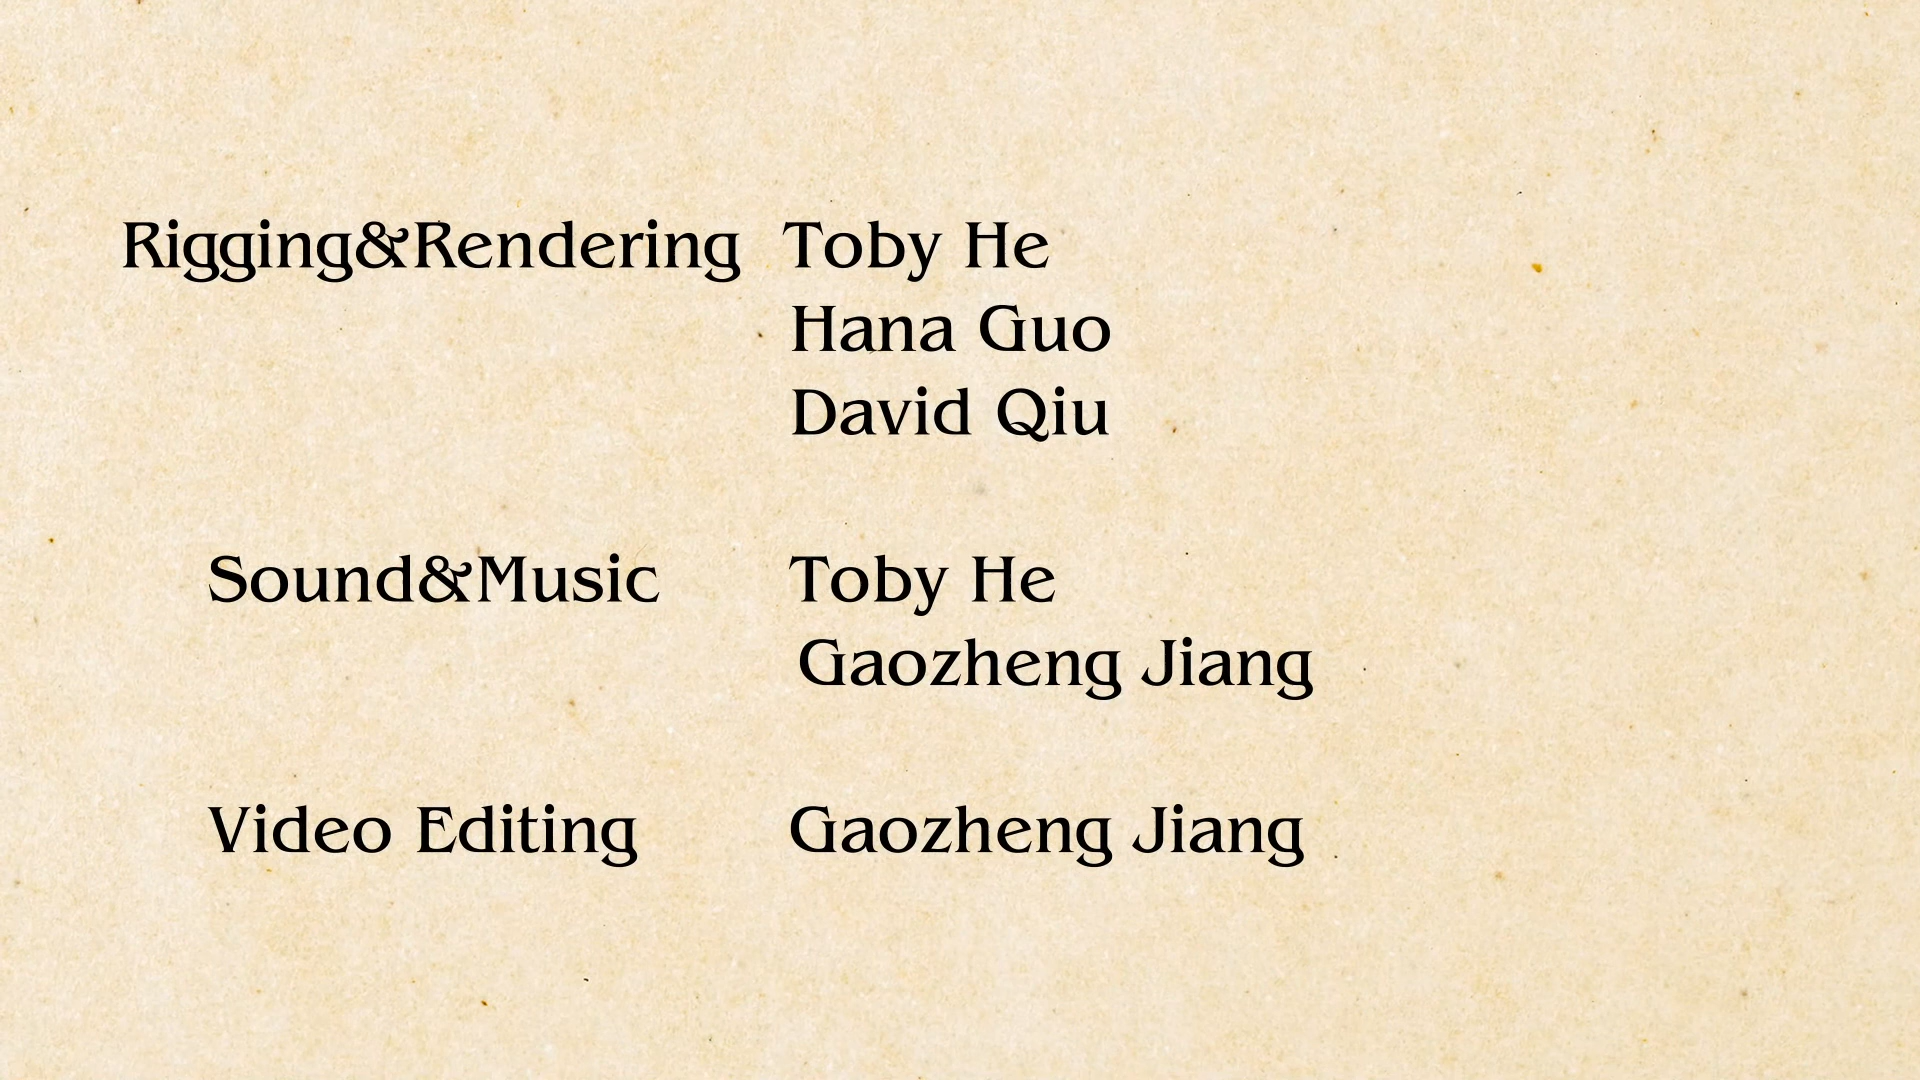 Rigging&Rendering Toby He
Hana Guo
David Qiu
Sound&Music Toby He
Gaozheng Jiang
Video Editing Gaozheng Jiang